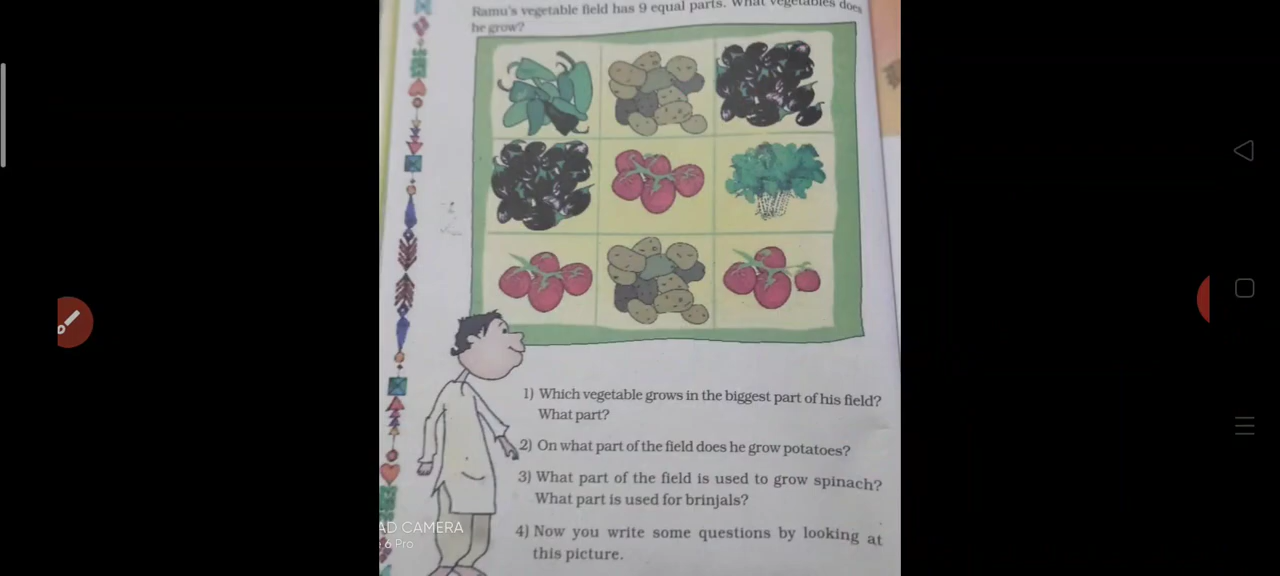 Ramu's vegetable field has 9 equal parts. What vegetables does
he grow?
1) Which vegetable grows in the biggest part of his field?
What part?
2) On what part of the field does he grow potatoes?
3) What part of the field is used to grow spinach?
What part is used for brinjals?
4) Now you write some questions by looking at
this picture.
AD CAMERA
6 Pro